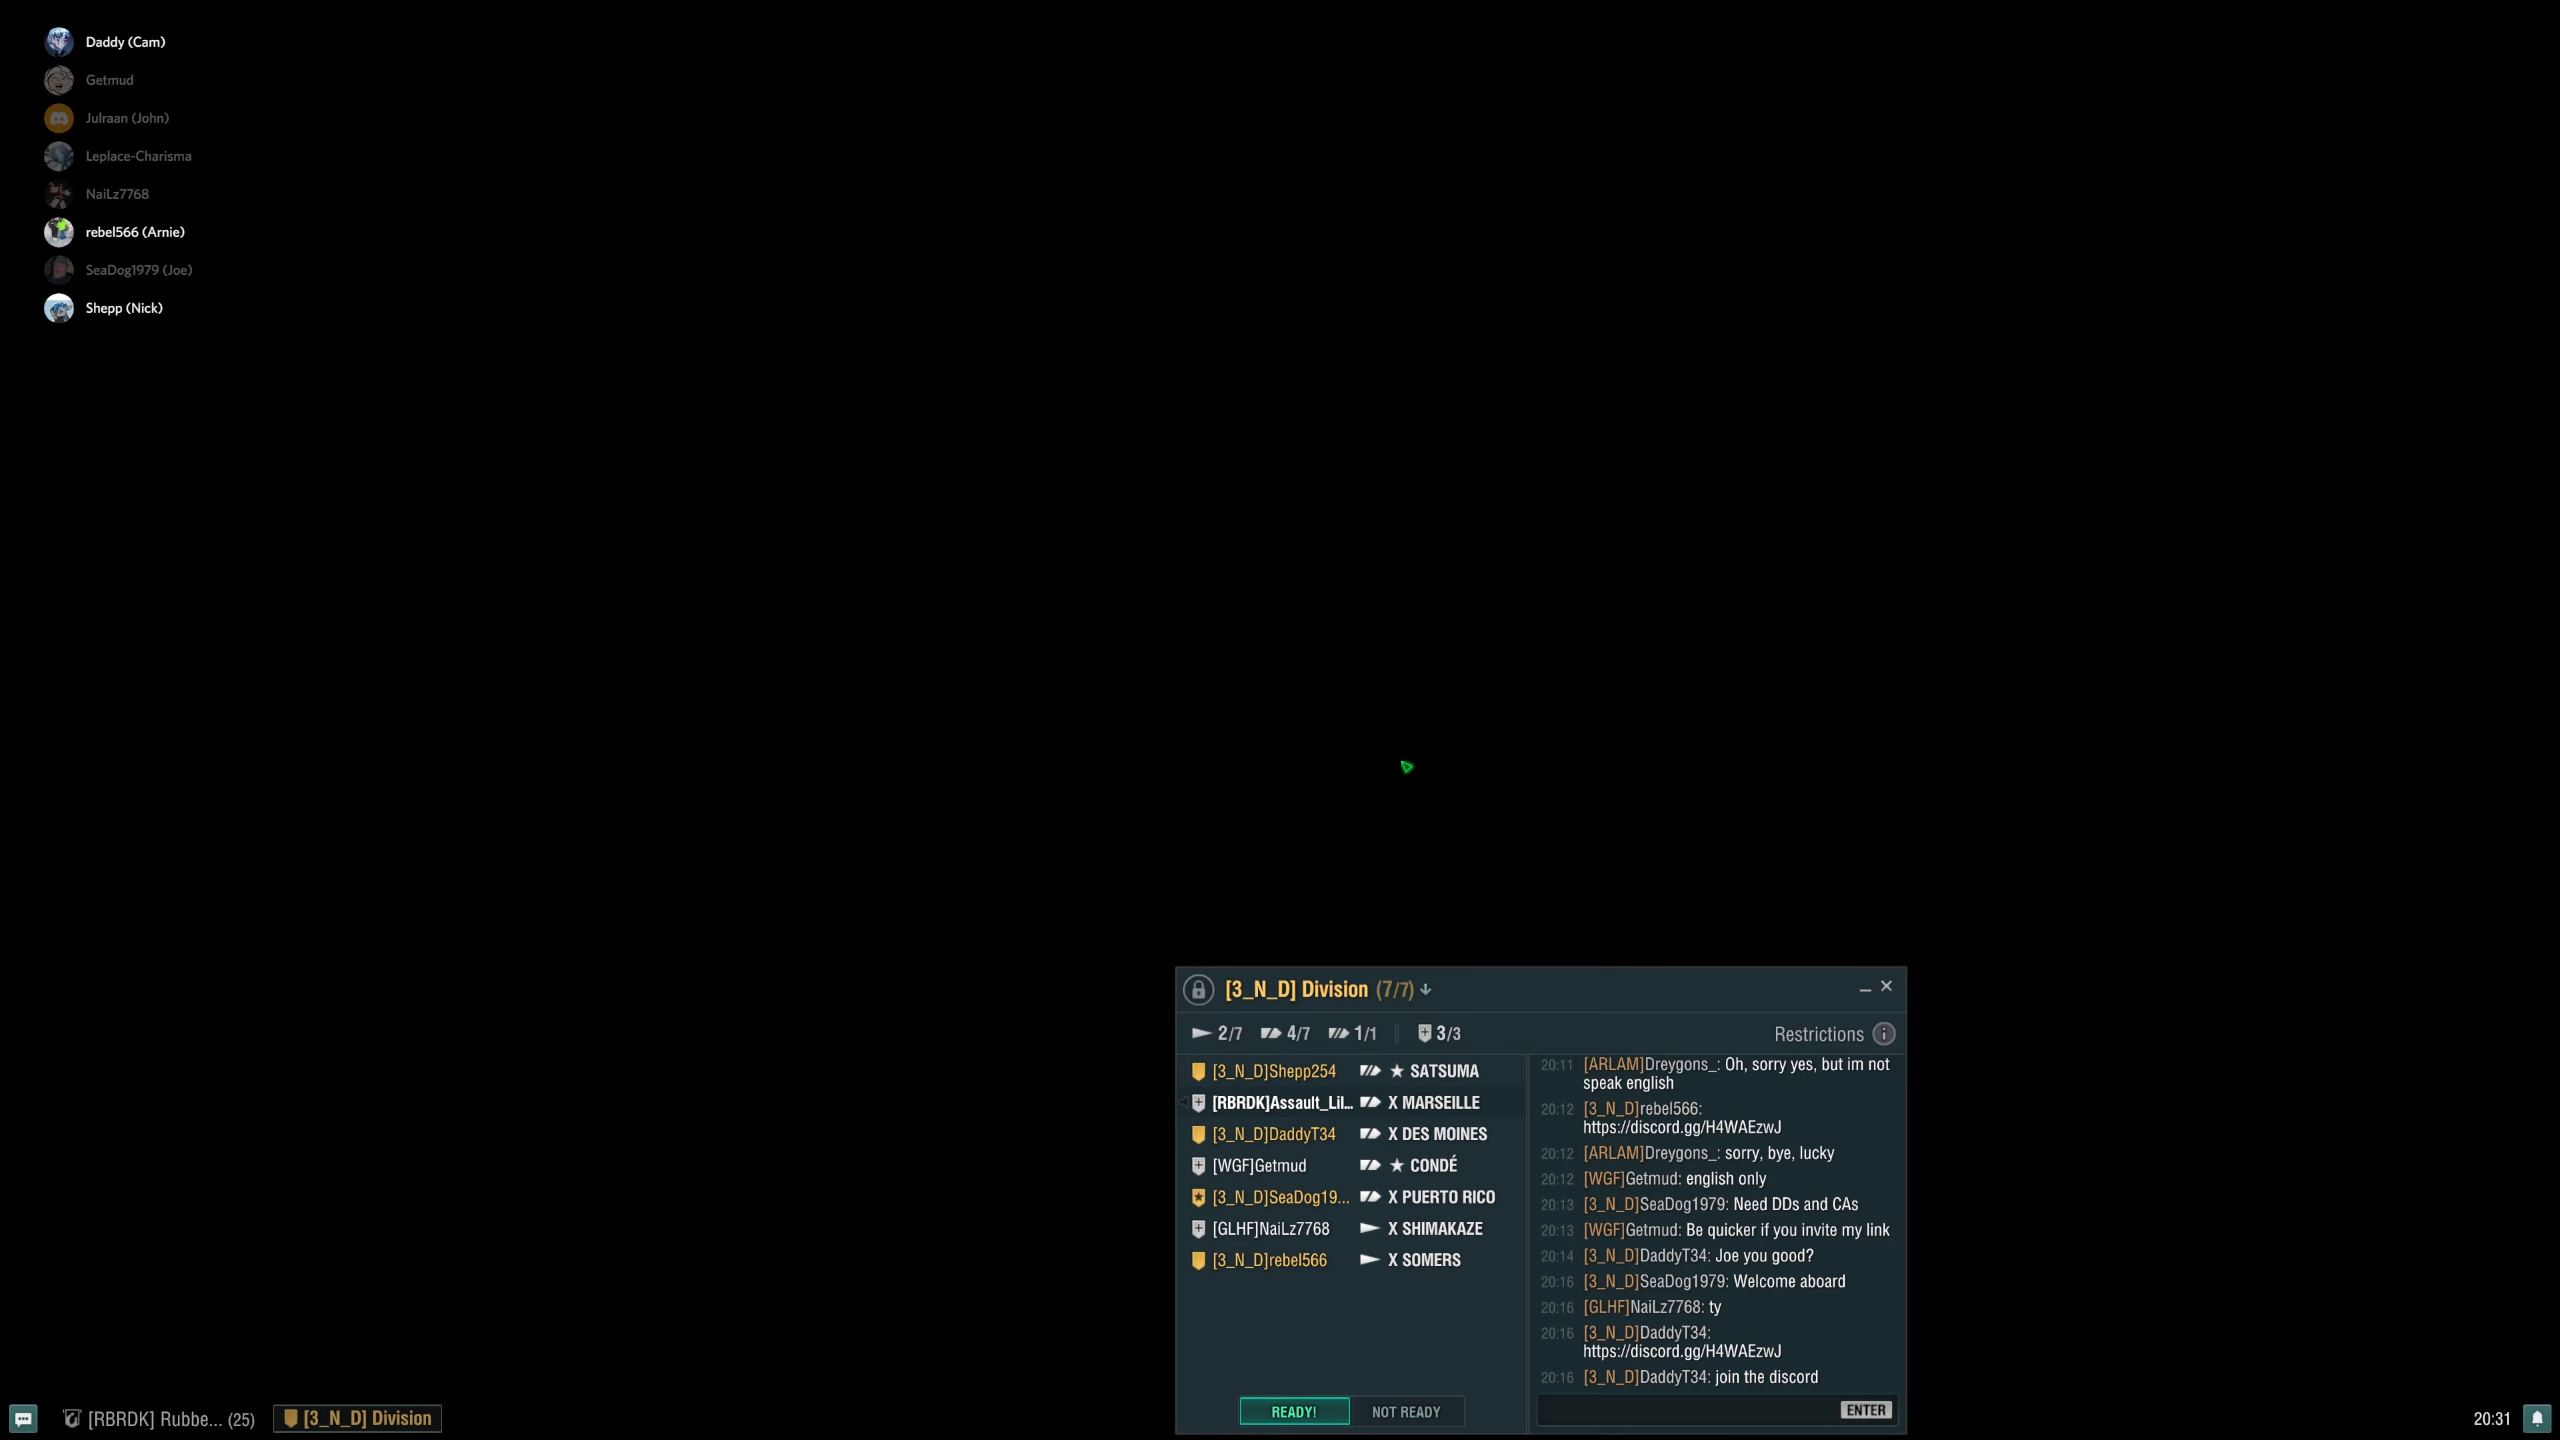 Daddy (Cam)
Getmud
Julraan (John)
Leplace-Charisma
NaiLz7768
rebel566 (Arnie)
SeaDog1979 (Joe)
Shepp (Nick)
[3_N_D] Division (7/7)
2/7 4/7 1/1 3/3 Restrictions
[3_N_D]Shepp254 ★ SATSUMA
[RBRDK]Assault_Lil... X MARSEILLE
[3_N_D]DaddyT34 X DES MOINES
[WGF]Getmud ★ CONDÉ
[3_N_D]SeaDog19... X PUERTO RICO
[GLHF]NaiLz7768 X SHIMAKAZE
[3_N_D]rebel566 X SOMERS
READY! NOT READY
20:11 [ARLAM]Dreygons_: Oh, sorry yes, but im not
speak english
20:12 [3_N_D]rebel566:
https://discord.gg/H4WAEzwJ
20:12 [ARLAM]Dreygons_: sorry, bye, lucky
20:12 [WGF]Getmud: english only
20:13 [3_N_D]SeaDog1979: Need DDs and CAs
20:13 [WGF]Getmud: Be quicker if you invite my link
20:14 [3_N_D]DaddyT34: Joe you good?
20:16 [3_N_D]SeaDog1979: Welcome aboard
20:16 [GLHF]NaiLz7768: ty
20:16 [3_N_D]DaddyT34:
https://discord.gg/H4WAEzwJ
20:16 [3_N_D]DaddyT34: join the discord
ENTER
[RBRDK] Rubbe... (25) [3_N_D] Division
20:31